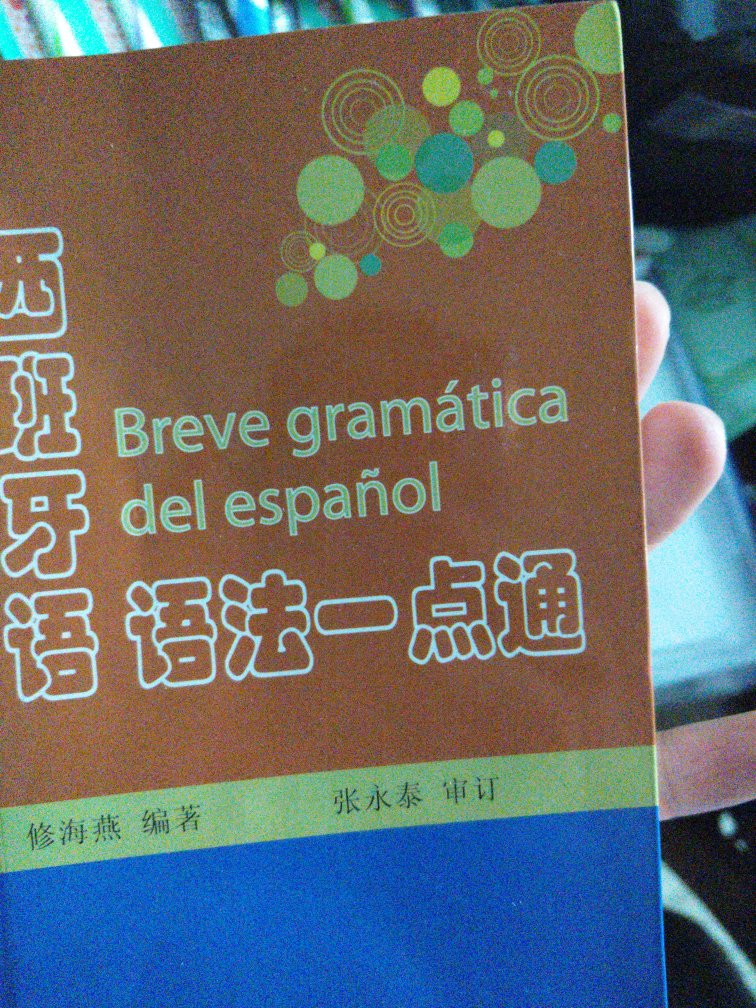 西班牙语
Breve gramática
del español
语法一点通
修海燕 编著
张永泰 审订